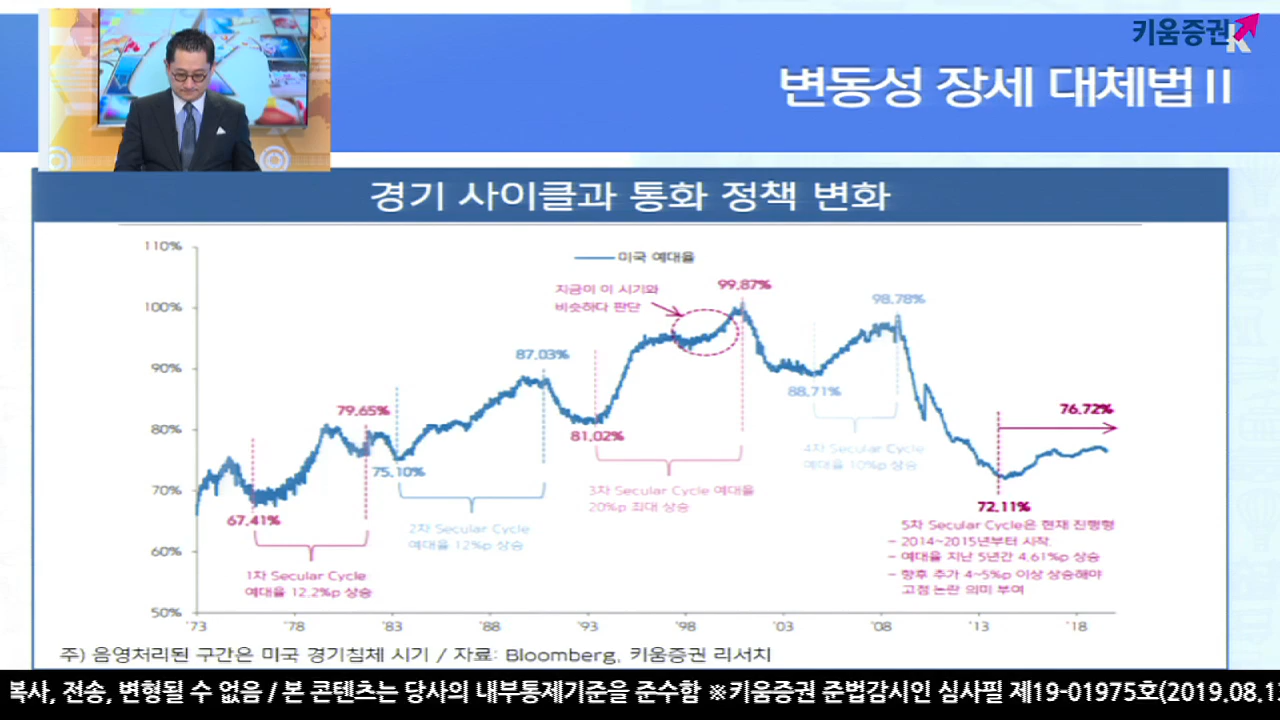 키움증권
변동성 장세 대체법 II
경기 사이클과 통화 정책 변화
110%
100%
90%
80%
70%
60%
50%
미국 예대율
지금이 이 시기와
비슷하다 판단
99.87%
98.78%
87.03%
88.71%
79.65%
81.02%
76.72%
75.10%
67.41%
72.11%
1차 Secular Cycle
예대율 12.2%p 상승
2차 Secular Cycle
예대율 12%p 상승
3차 Secular Cycle 예대율
20%p 최대 상승
4차 Secular Cycle
예대율 10%p 상승
5차 Secular Cycle은 현재 진행형
- 2014~2015년부터 시작
- 예대율 지난 5년간 4.61%p 상승
- 향후 추가 4~5%p 이상 상승해야
고점 논란 의미 부여
'73 '78 '83 '88 '93 '98 '03 '08 '13 '18
주) 음영처리된 구간은 미국 경기침체 시기 / 자료: Bloomberg, 키움증권 리서치
복사, 전송, 변형될 수 없음 / 본 콘텐츠는 당사의 내부통제기준을 준수함 ※키움증권 준법감시인 심사필 제19-01975호(2019.08.1